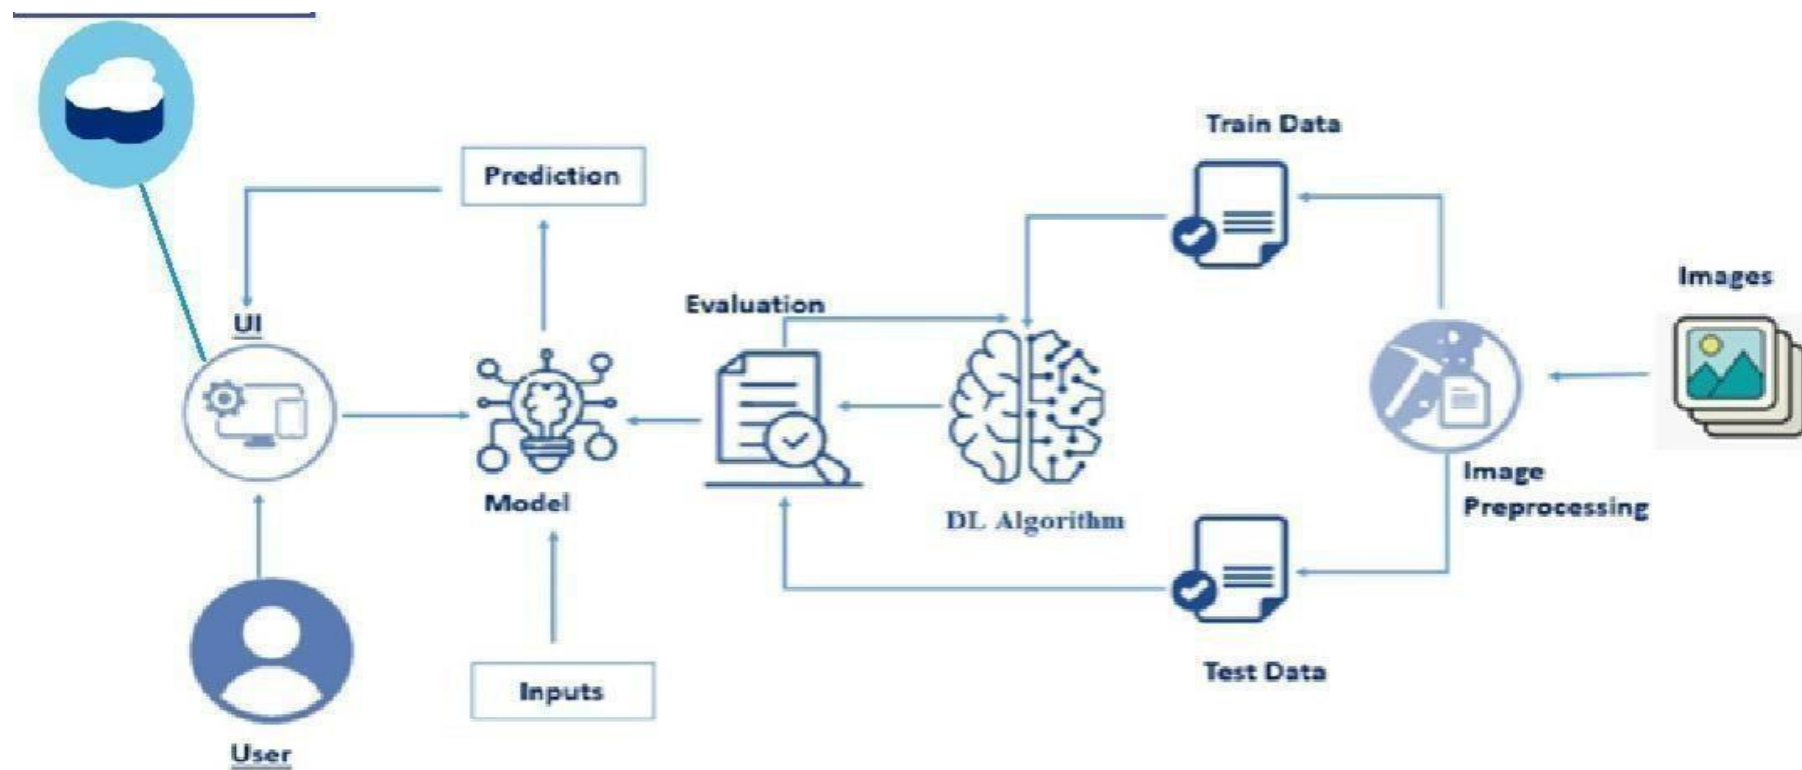 Train Data
Prediction
Images
Evaluation
UI
Image
Preprocessing
Model
DL Algorithm
Test Data
Inputs
User